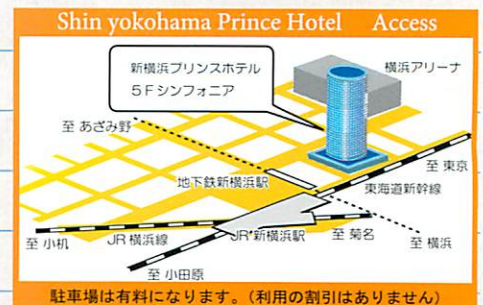 Shin yokohama Prince Hotel Access
新横浜プリンスホテル
5Fシンフォニア
横浜アリーナ
至 あざみ野
地下鉄新横浜駅
至 東京
東海道新幹線
至 小机
JR 横浜線
JR 新横浜駅
至 菊名
至 横浜
至 小田原
駐車場は有料になります。(利用の割引はありません)